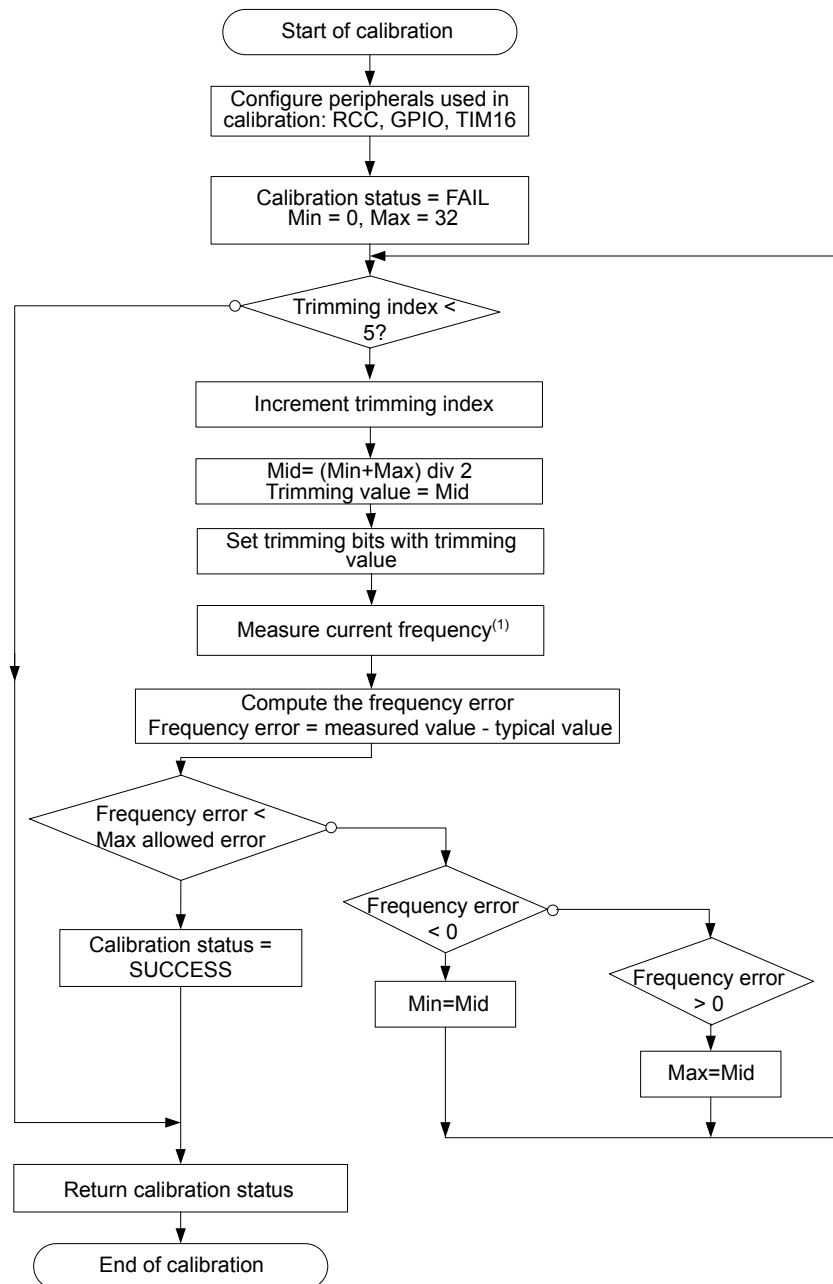 Start of calibration
Configure peripherals used in
calibration: RCC, GPIO, TIM16
Calibration status = FAIL
Min = 0, Max = 32
Trimming index <
5?
Increment trimming index
Mid= (Min+Max) div 2
Trimming value = Mid
Set trimming bits with trimming
value
Measure current frequency(1)
Compute the frequency error
Frequency error = measured value - typical value
Frequency error <
Max allowed error
Frequency error
< 0
Calibration status =
SUCCESS
Frequency error
> 0
Min=Mid
Max=Mid
Return calibration status
End of calibration